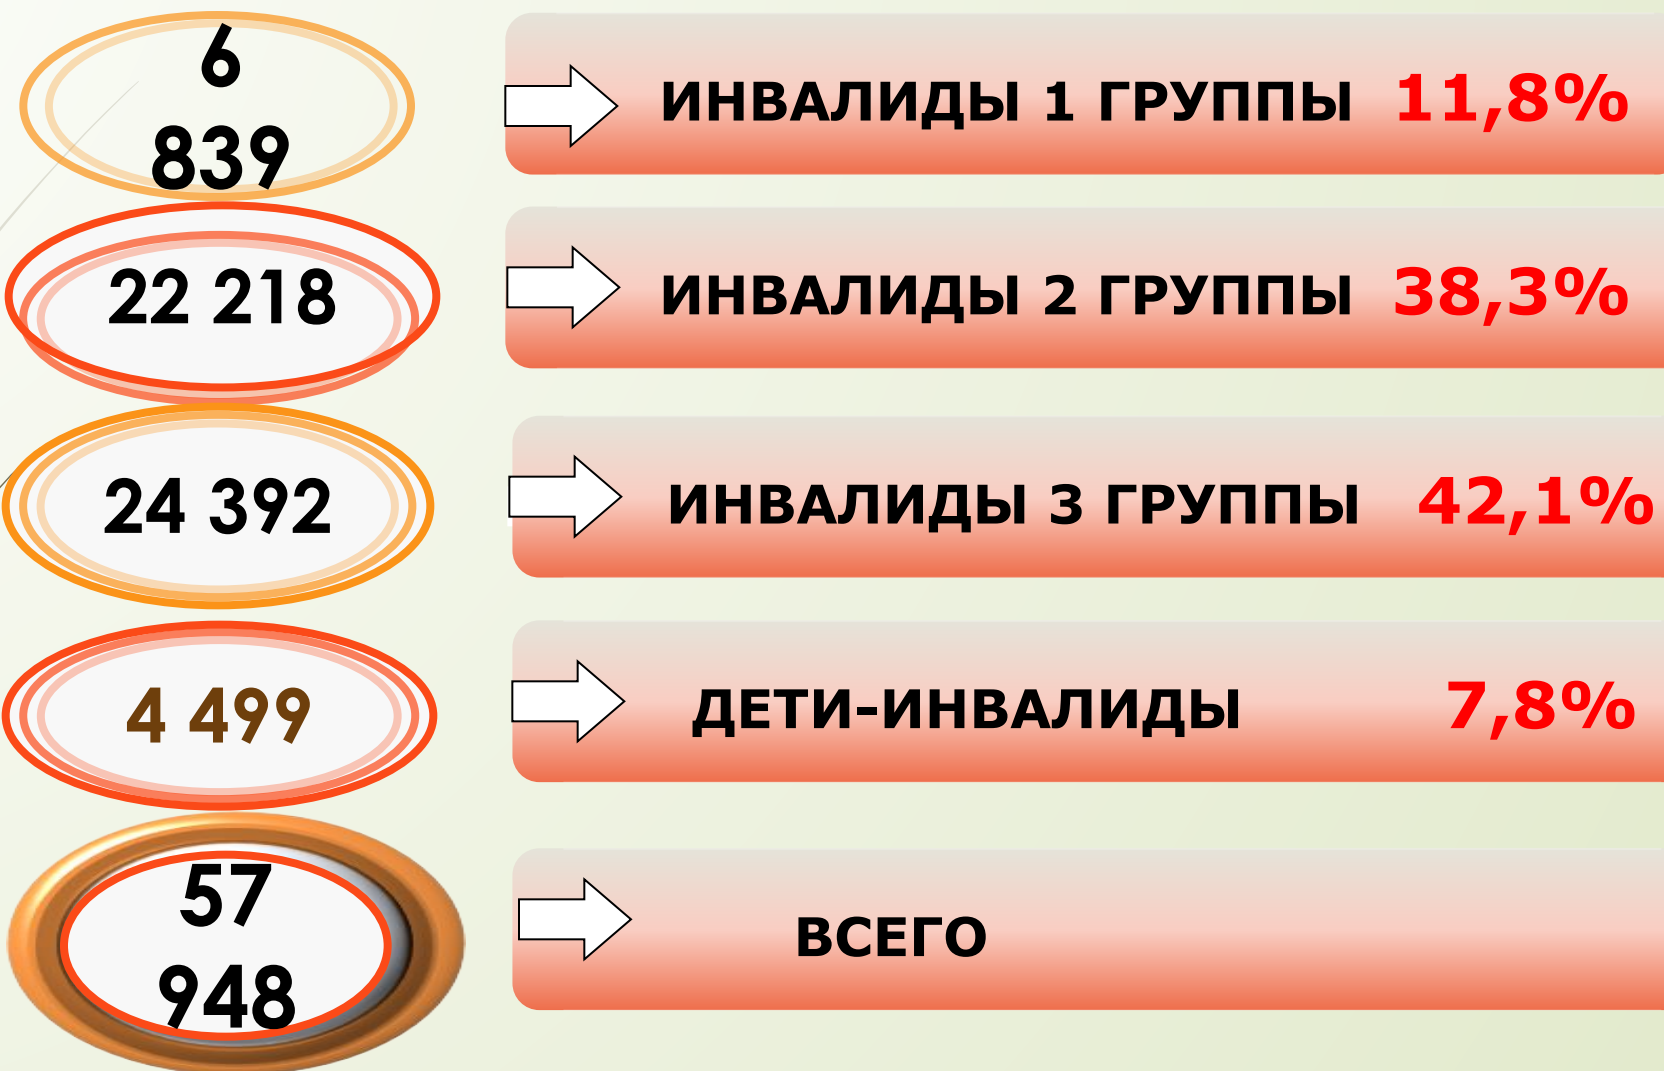 6
839
ИНВАЛИДЫ 1 ГРУППЫ 11,8%
22 218
ИНВАЛИДЫ 2 ГРУППЫ 38,3%
24 392
ИНВАЛИДЫ 3 ГРУППЫ 42,1%
4 499
ДЕТИ-ИНВАЛИДЫ 7,8%
57
948
ВСЕГО